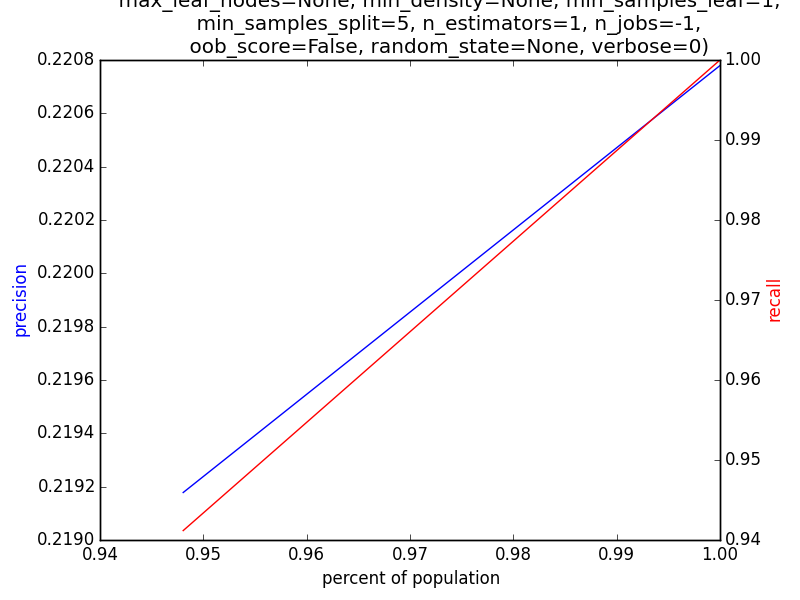 max_leaf_nodes=None, min_density=None, min_samples_leaf=1,
min_samples_split=5, n_estimators=1, n_jobs=-1,
oob_score=False, random_state=None, verbose=0)
0.2208
0.2206
0.2204
0.2202
0.2200
0.2198
0.2196
0.2194
0.2192
0.2190
precision
1.00
0.99
0.98
0.97
0.96
0.95
0.94
recall
0.94 0.95 0.96 0.97 0.98 0.99 1.00
percent of population